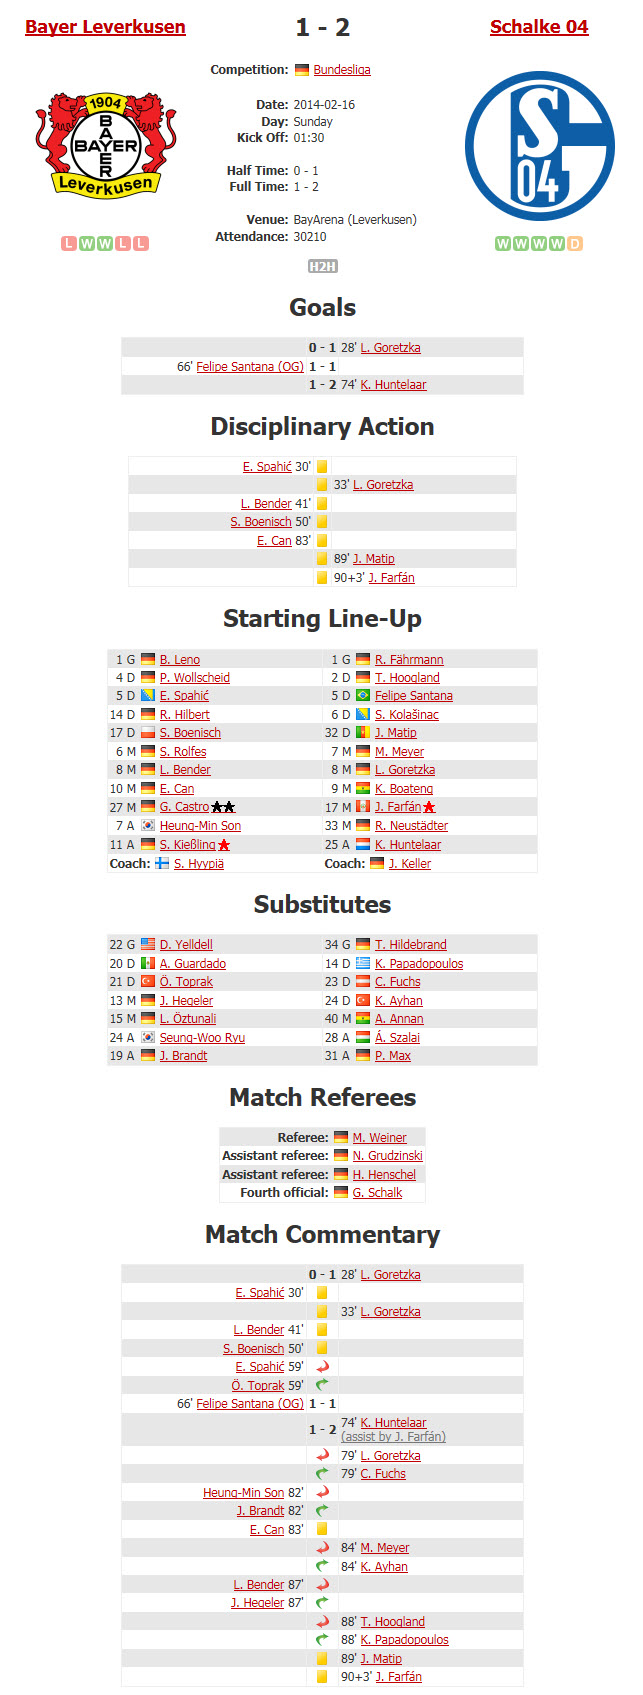 Bayer Leverkusen 1 - 2 Schalke 04
Competition: Bundesliga
Date: 2014-02-16
Day: Sunday
Kick Off: 01:30
Half Time: 0 - 1
Full Time: 1 - 2
Venue: BayArena (Leverkusen)
Attendance: 30210
1904
BAYER
BAYER
Leverkusen
S
04
L W W L L
W W W W D
H2H
Goals
0 - 1 28' L. Goretzka
66' Felipe Santana (OG) 1 - 1
1 - 2 74' K. Huntelaar
Disciplinary Action
E. Spahić 30'
33' L. Goretzka
L. Bender 41'
S. Boenisch 50'
E. Can 83'
89' J. Matip
90+3' J. Farfán
Starting Line-Up
1 G B. Leno 1 G R. Fährmann
4 D P. Wollscheid 2 D T. Hoogland
5 D E. Spahić 5 D Felipe Santana
14 D R. Hilbert 6 D S. Kolašinac
17 D S. Boenisch 32 D J. Matip
6 M S. Rolfes 7 M M. Meyer
8 M L. Bender 8 M L. Goretzka
10 M E. Can 9 M K. Boateng
27 M G. Castro 17 M J. Farfán
7 A Heung-Min Son 33 M R. Neustädter
11 A S. Kießling 25 A K. Huntelaar
Coach: S. Hyypiä Coach: J. Keller
Substitutes
22 G D. Yelldell 34 G T. Hildebrand
20 D A. Guardado 14 D K. Papadopoulos
21 D Ö. Toprak 23 D C. Fuchs
13 M J. Hegeler 24 D K. Ayhan
15 M L. Öztunali 40 M A. Annan
24 A Seung-Woo Ryu 28 A Á. Szalai
19 A J. Brandt 31 A P. Max
Match Referees
Referee: M. Weiner
Assistant referee: N. Grudzinski
Assistant referee: H. Henschel
Fourth official: G. Schalk
Match Commentary
0 - 1 28' L. Goretzka
E. Spahić 30'
33' L. Goretzka
L. Bender 41'
S. Boenisch 50'
E. Spahić 59'
Ö. Toprak 59'
66' Felipe Santana (OG) 1 - 1
1 - 2 74' K. Huntelaar
(assist by J. Farfán)
79' L. Goretzka
79' C. Fuchs
Heung-Min Son 82'
J. Brandt 82'
E. Can 83'
84' M. Meyer
84' K. Ayhan
L. Bender 87'
J. Hegeler 87'
88' T. Hoogland
88' K. Papadopoulos
89' J. Matip
90+3' J. Farfán